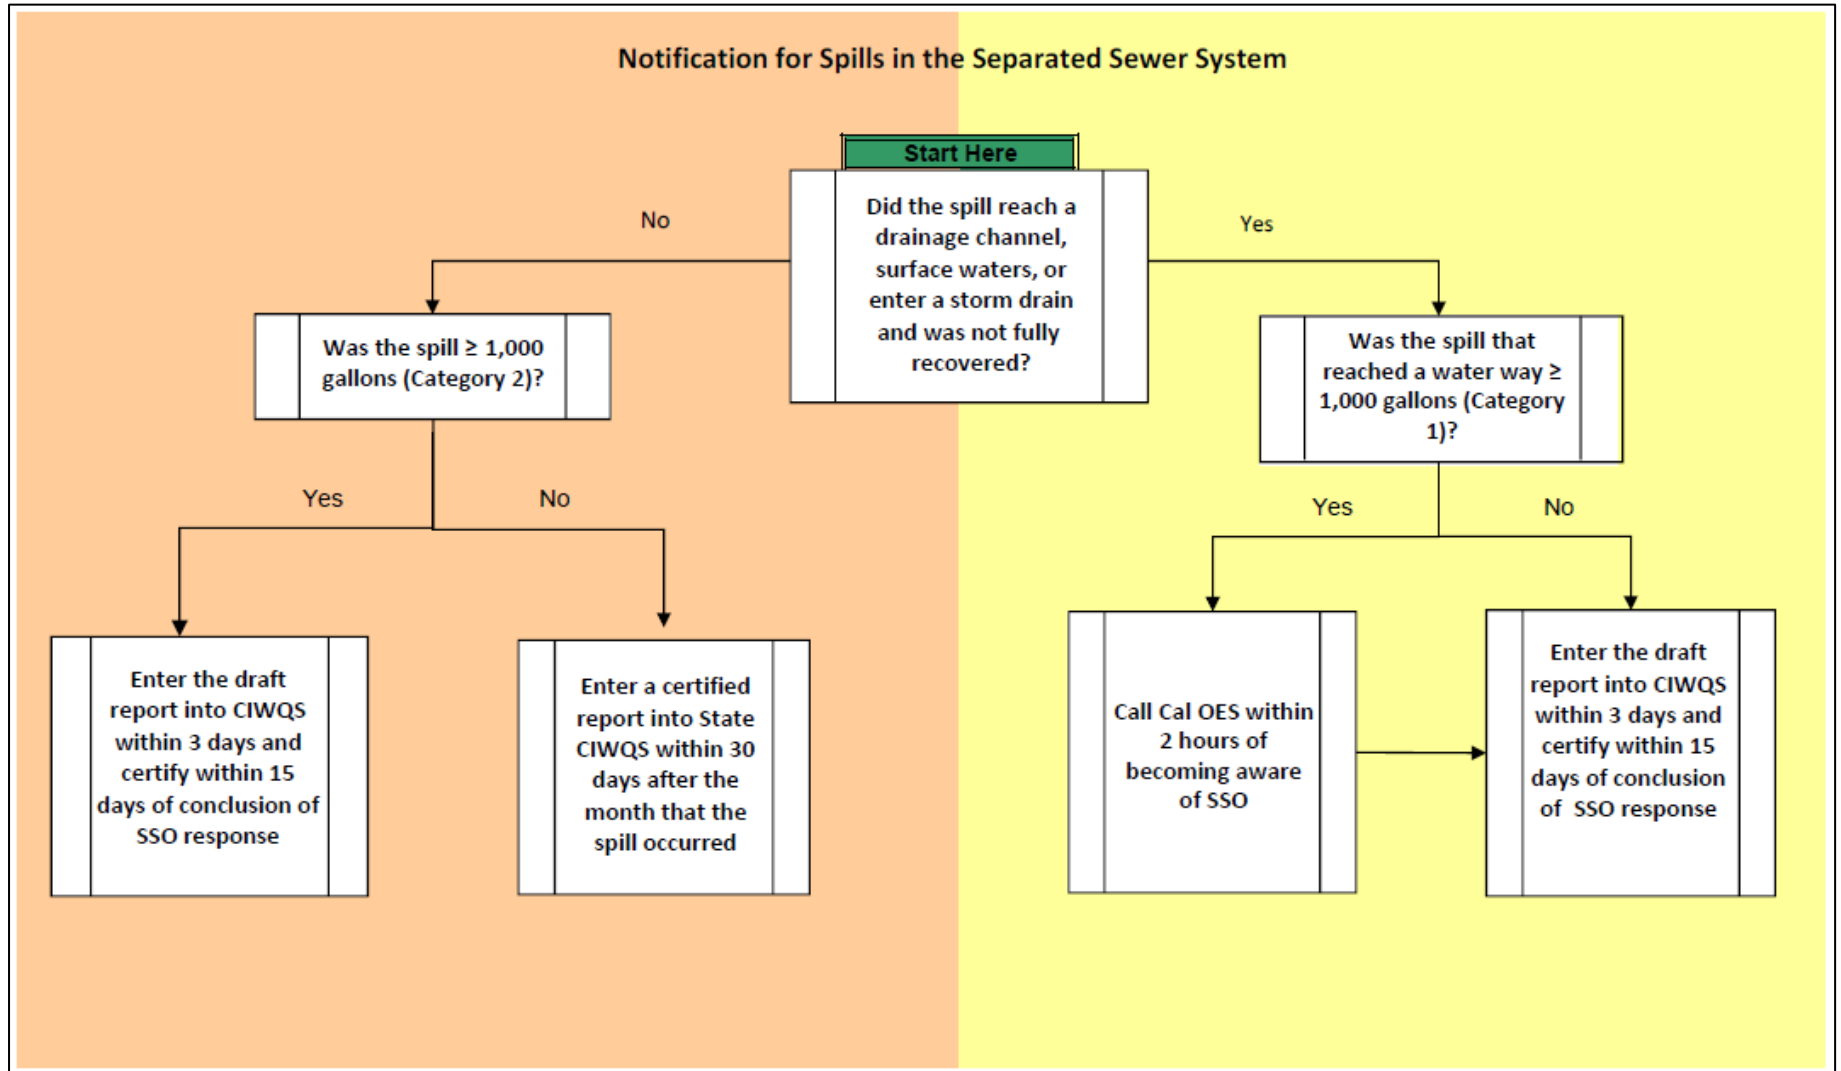 Notification for Spills in the Separated Sewer System
Start Here
Did the spill reach a
drainage channel,
surface waters, or
enter a storm drain
and was not fully
recovered?
No
Yes
Was the spill ≥ 1,000
gallons (Category 2)?
Was the spill that
reached a water way ≥
1,000 gallons (Category
1)?
Yes
No
Yes
No
Enter the draft
report into CIWQS
within 3 days and
certify within 15
days of conclusion of
SSO response
Enter a certified
report into State
CIWQS within 30
days after the
month that the
spill occurred
Call Cal OES within
2 hours of
becoming aware
of SSO
Enter the draft
report into CIWQS
within 3 days and
certify within 15
days of conclusion
of SSO response